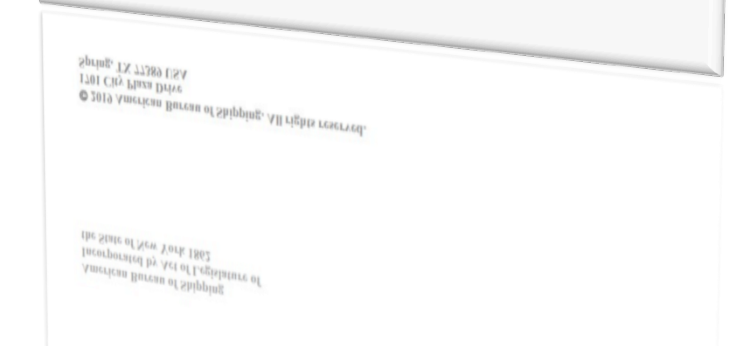 American Bureau of Shipping
Incorporated by Act of Legislature of
the State of New York 1862
© 2019 American Bureau of Shipping. All rights reserved.
1701 City Plaza Drive
Spring, TX 77389 USA